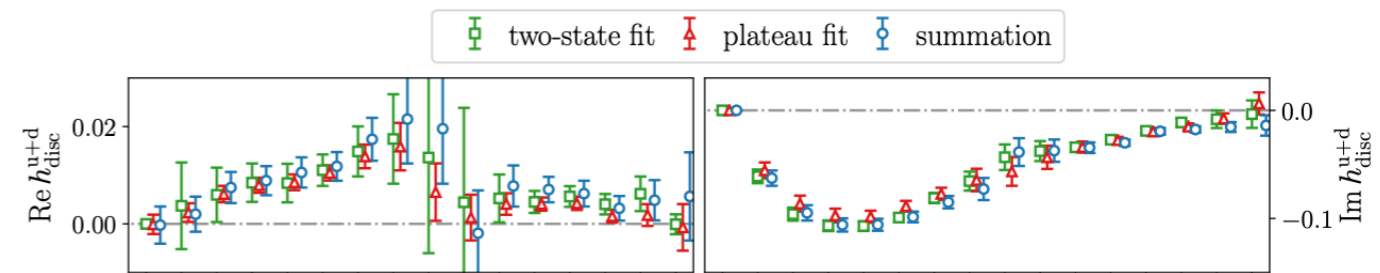 two-state fit plateau fit summation
0.02
0.00
Re h^{u+d}_{disc}
0.0
−0.1
Im h^{u+d}_{disc}